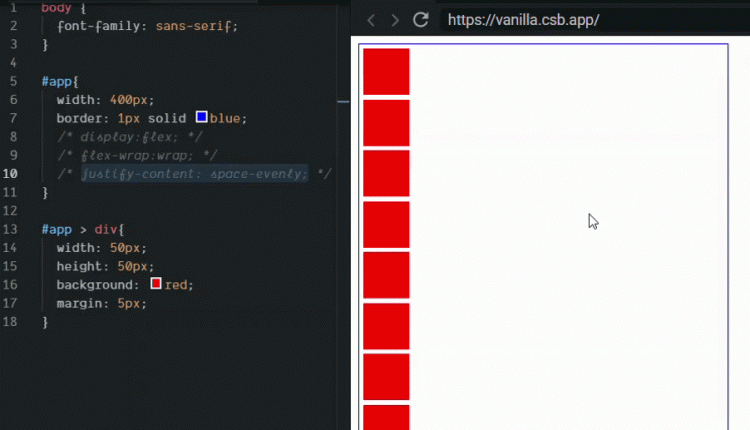 1 body {
2 font-family: sans-serif;
3 }
4
5 #app{
6 width: 400px;
7 border: 1px solid blue;
8 /* display:flex; */
9 /* flex-wrap:wrap; */
10 /* justify-content: space-evenly; */
11 }
12
13 #app > div{
14 width: 50px;
15 height: 50px;
16 background: red;
17 margin: 5px;
18 }
https://vanilla.csb.app/